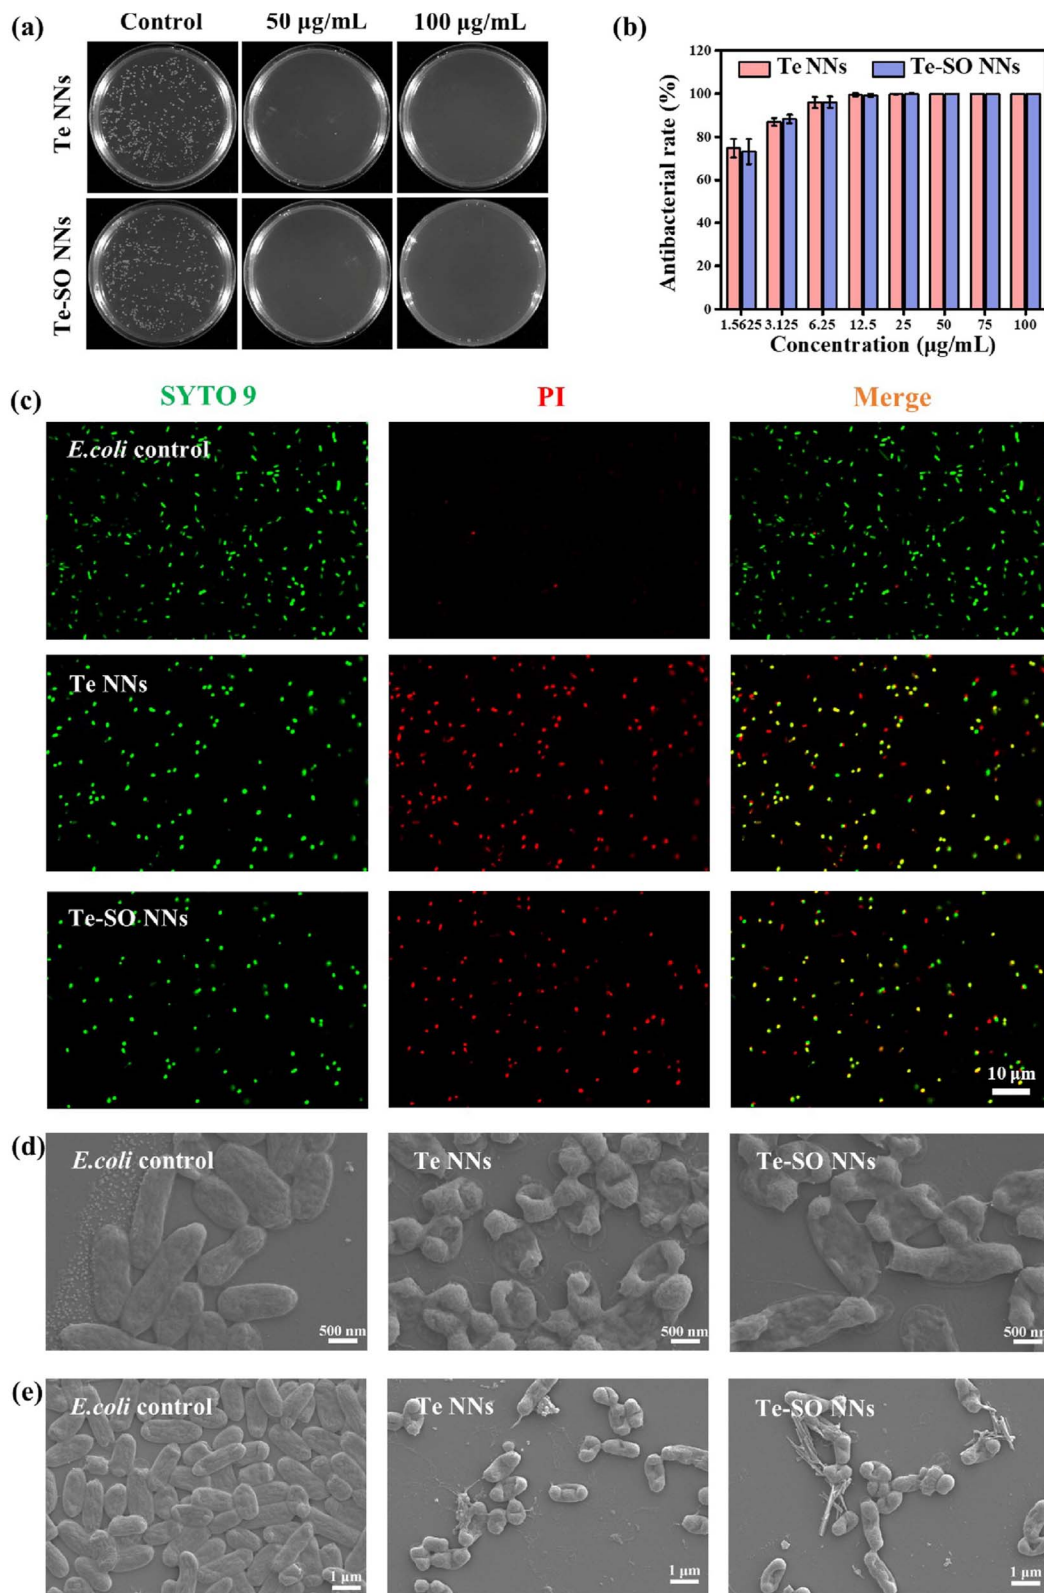 (a)
Control 50 µg/mL 100 µg/mL
Te NNs
Te-SO NNs
(b)
Antibacterial rate (%)
120
100
80
60
40
20
0
Te NNs Te-SO NNs
1.5625 3.125 6.25 12.5 25 50 75 100
Concentration (µg/mL)
(c)
SYTO 9 PI Merge
E.coli control
Te NNs
Te-SO NNs
10 µm
(d)
E.coli control Te NNs Te-SO NNs
500 nm 500 nm 500 nm
(e)
E.coli control Te NNs Te-SO NNs
1 µm 1 µm 1 µm